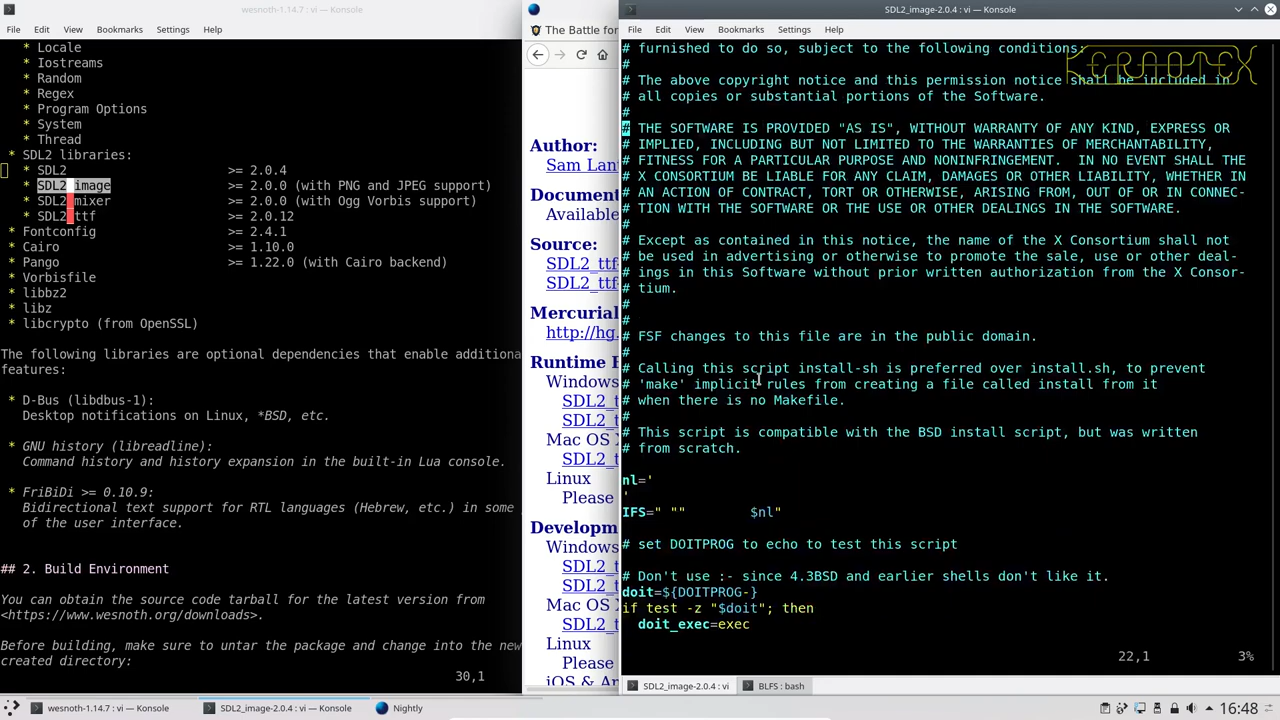 wesnoth-1.14.7 : vi — Konsole
File Edit View Bookmarks Settings Help
* Locale
* Iostreams
* Random
* Regex
* Program Options
* System
* Thread
* SDL2 libraries:
* SDL2 >= 2.0.4
* SDL2_image >= 2.0.0 (with PNG and JPEG support)
* SDL2_mixer >= 2.0.0 (with Ogg Vorbis support)
* SDL2_ttf >= 2.0.12
* Fontconfig >= 2.4.1
* Cairo >= 1.10.0
* Pango >= 1.22.0 (with Cairo backend)
* Vorbisfile
* libbz2
* libz
* libcrypto (from OpenSSL)
The following libraries are optional dependencies that enable additiona
features:
* D-Bus (libdbus-1):
Desktop notifications on Linux, *BSD, etc.
* GNU history (libreadline):
Command history and history expansion in the built-in Lua console.
* FriBiDi >= 0.10.9:
Bidirectional text support for RTL languages (Hebrew, etc.) in some
of the user interface.
## 2. Build Environment
You can obtain the source code tarball for the latest version from
<https://www.wesnoth.org/downloads>.
Before building, make sure to untar the package and change into the new
created directory:
30,1
The Battle for
Author:
Sam Lan
Document
Available
Source:
SDL2_ttf-
SDL2_ttf-
Mercurial
http://hg.
Runtime
Windows
SDL2_t
SDL2_t
Mac OS
SDL2_t
Linux
Please
Developm
Windows
SDL2_t
SDL2_t
Mac OS
SDL2_t
Linux
Please
iOS & An
SDL2_image-2.0.4 : vi — Konsole
File Edit View Bookmarks Settings Help
KERNOTEX
# furnished to do so, subject to the following conditions:
#
# The above copyright notice and this permission notice shall be included in
# all copies or substantial portions of the Software.
#
# THE SOFTWARE IS PROVIDED "AS IS", WITHOUT WARRANTY OF ANY KIND, EXPRESS OR
# IMPLIED, INCLUDING BUT NOT LIMITED TO THE WARRANTIES OF MERCHANTABILITY,
# FITNESS FOR A PARTICULAR PURPOSE AND NONINFRINGEMENT.  IN NO EVENT SHALL THE
# X CONSORTIUM BE LIABLE FOR ANY CLAIM, DAMAGES OR OTHER LIABILITY, WHETHER IN
# AN ACTION OF CONTRACT, TORT OR OTHERWISE, ARISING FROM, OUT OF OR IN CONNEC-
# TION WITH THE SOFTWARE OR THE USE OR OTHER DEALINGS IN THE SOFTWARE.
#
# Except as contained in this notice, the name of the X Consortium shall not
# be used in advertising or otherwise to promote the sale, use or other deal-
# ings in this Software without prior written authorization from the X Consor-
# tium.
#
#
# FSF changes to this file are in the public domain.
#
# Calling this script install-sh is preferred over install.sh, to prevent
# 'make' implicit rules from creating a file called install from it
# when there is no Makefile.
#
# This script is compatible with the BSD install script, but was written
# from scratch.
nl='
'
IFS=" ""	$nl"
# set DOITPROG to echo to test this script
# Don't use :- since 4.3BSD and earlier shells don't like it.
doit=${DOITPROG-}
if test -z "$doit"; then
doit_exec=exec
22,1 3%
SDL2_image-2.0.4 : vi BLFS : bash
wesnoth-1.14.7 : vi — Konsole SDL2_image-2.0.4 : vi — Konsole Nightly 16:48